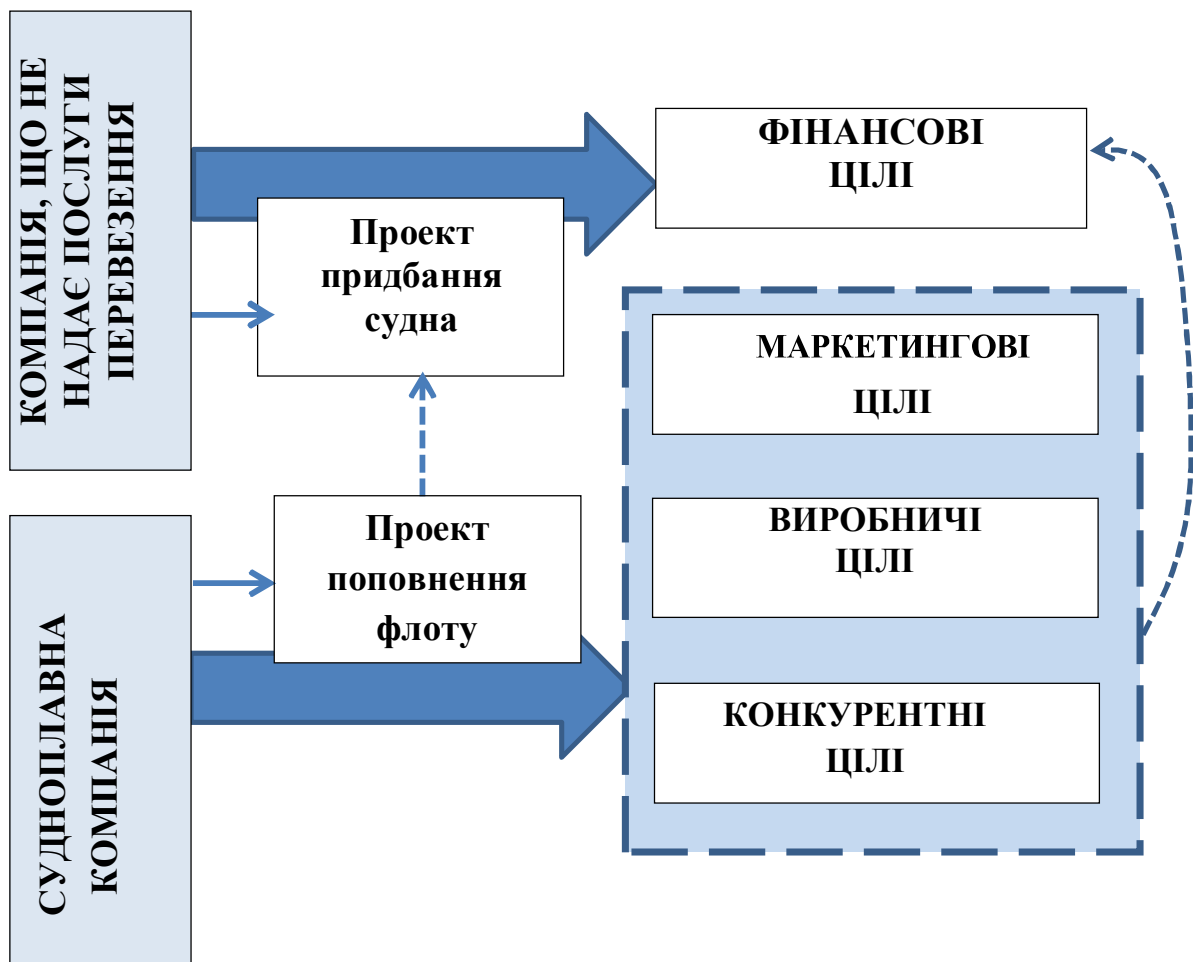 КОМПАНІЯ, ЩО НЕ
НАДАЄ ПОСЛУГИ
ПЕРЕВЕЗЕННЯ
ФІНАНСОВІ
ЦІЛІ
Проект
придбання
судна
МАРКЕТИНГОВІ
ЦІЛІ
Проект
поповнення
флоту
ВИРОБНИЧІ
ЦІЛІ
СУДНОПЛАВНА
КОМПАНІЯ
КОНКУРЕНТНІ
ЦІЛІ